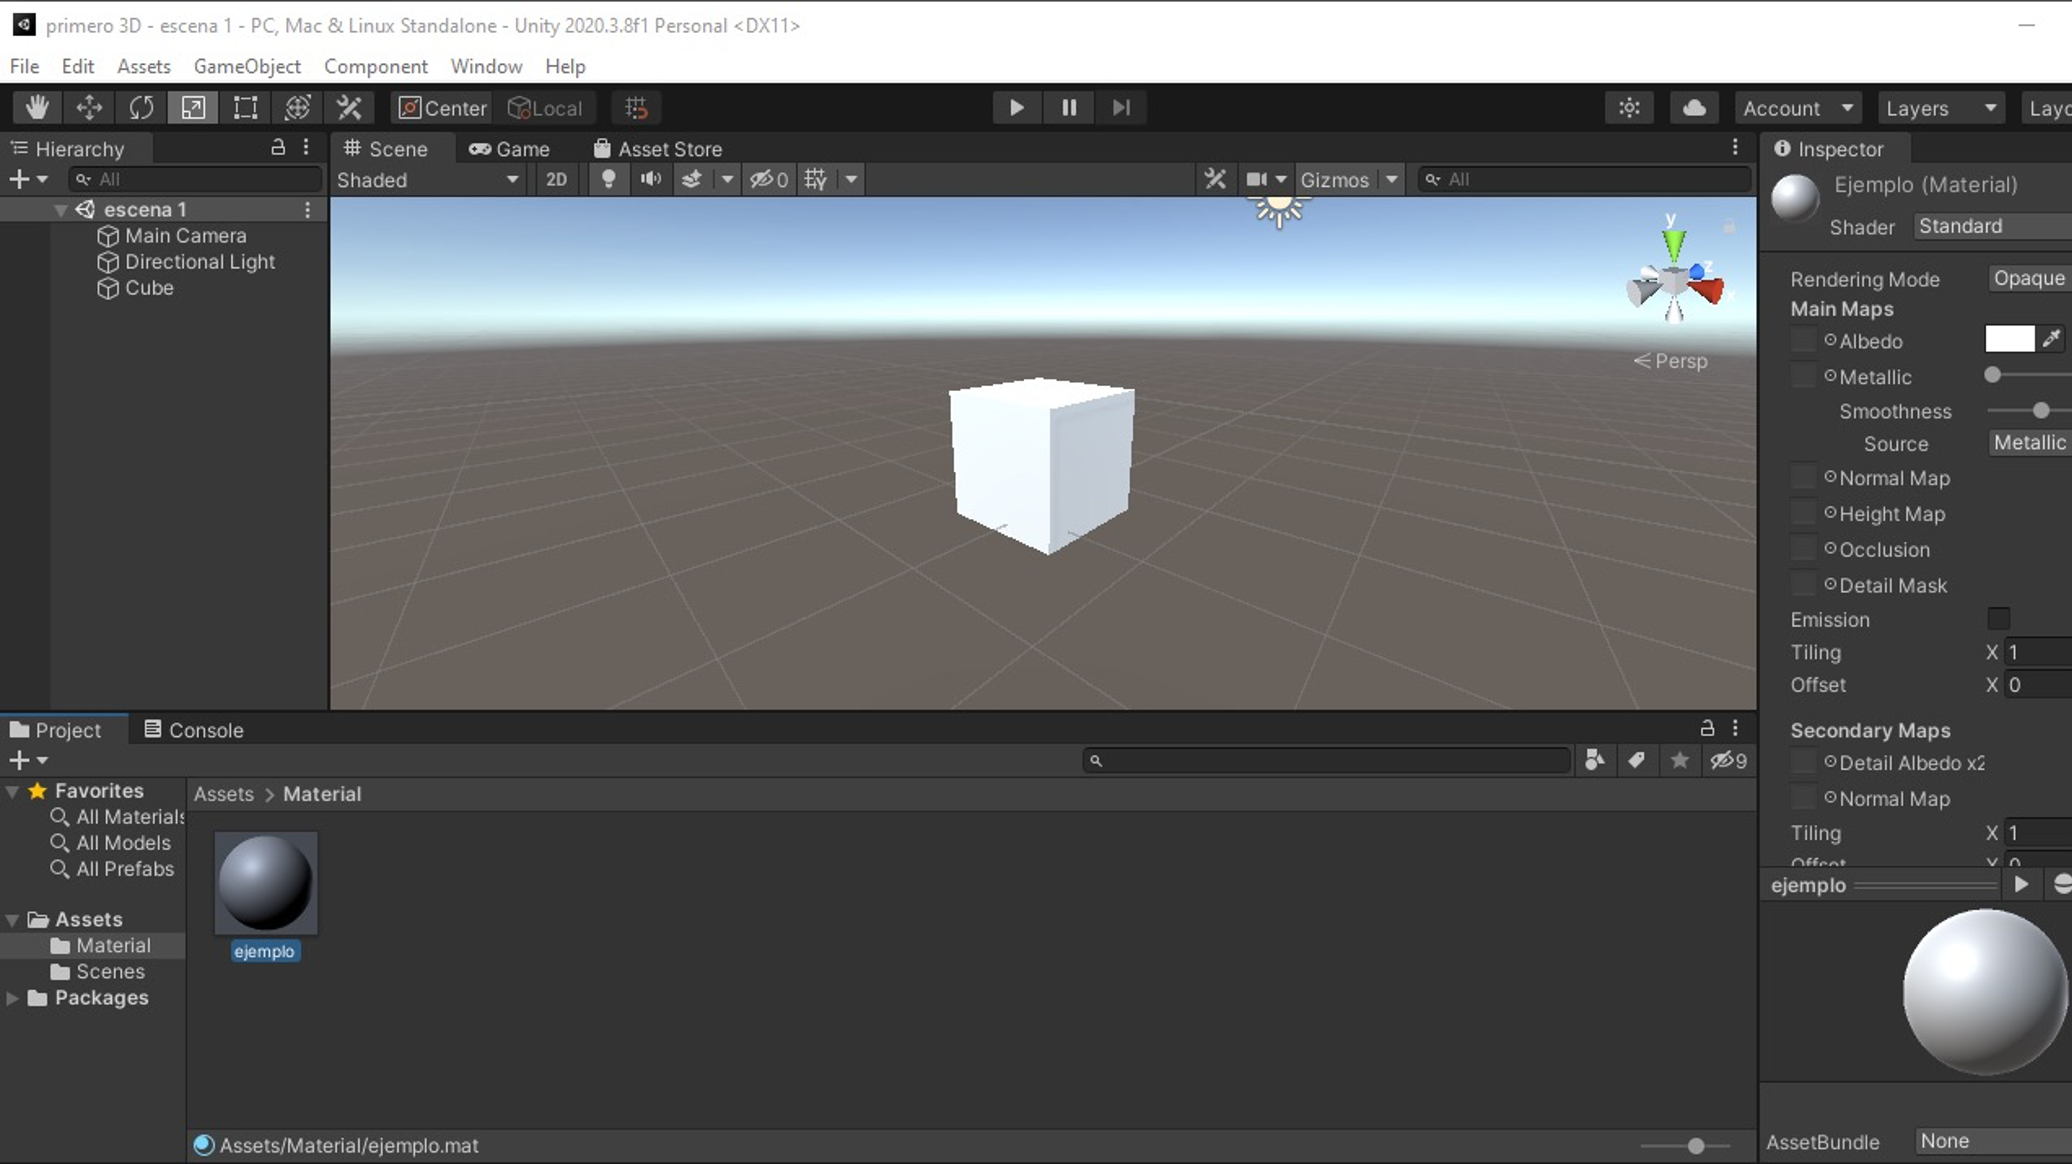 primero 3D - escena 1 - PC, Mac & Linux Standalone - Unity 2020.3.8f1 Personal <DX11>
File Edit Assets GameObject Component Window Help
Center Local Account Layers Layo
Hierarchy
All
escena 1
Main Camera
Directional Light
Cube
Scene Game Asset Store
Shaded 2D 0 Gizmos All
y
z
x
Persp
Inspector
Ejemplo (Material)
Shader Standard
Rendering Mode Opaque
Main Maps
Albedo
Metallic
Smoothness
Source Metallic
Normal Map
Height Map
Occlusion
Detail Mask
Emission
Tiling X 1
Offset X 0
Secondary Maps
Detail Albedo x2
Normal Map
Tiling X 1
Offset X 0
Project Console
9
Favorites
All Materials
All Models
All Prefabs
Assets
Material
Scenes
Packages
Assets > Material
ejemplo
Assets/Material/ejemplo.mat
ejemplo
AssetBundle None